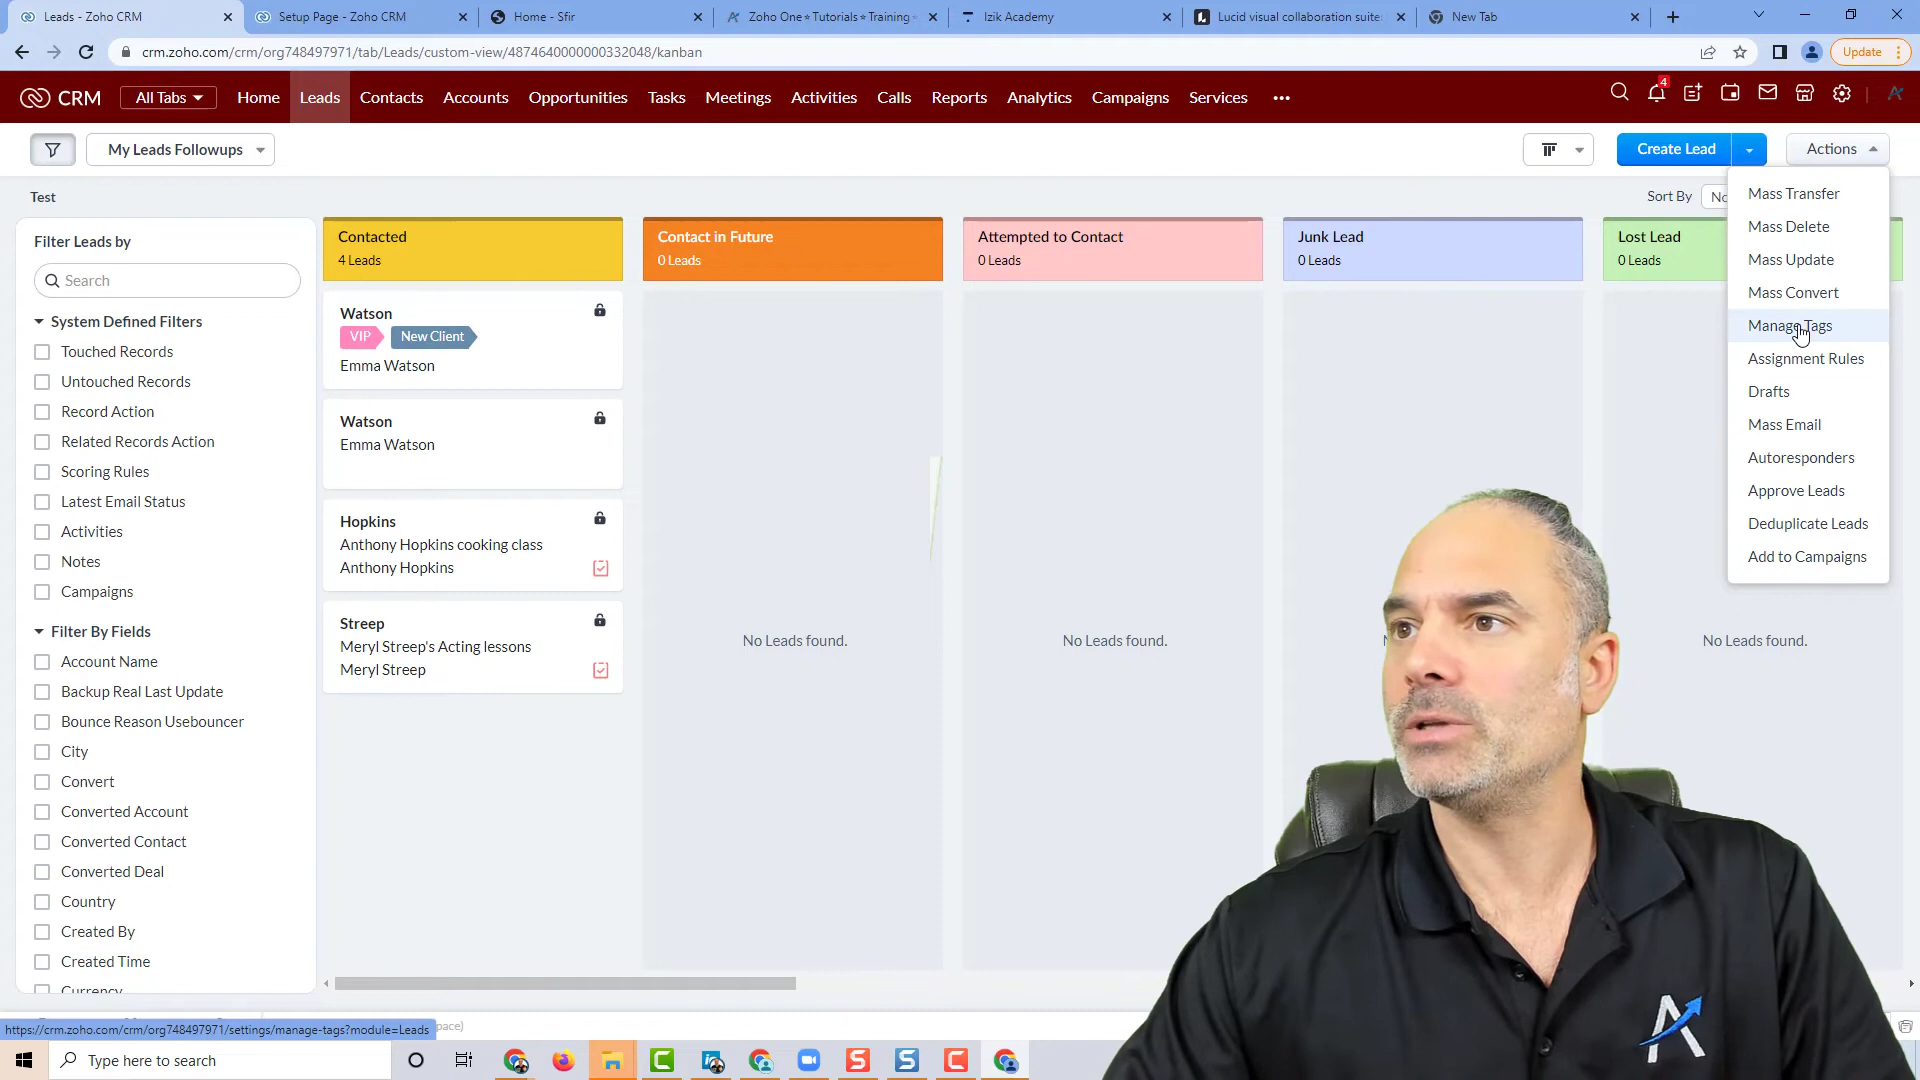 Leads - Zoho CRM
Setup Page - Zoho CRM
Home - Sfir
Zoho One ⭑ Tutorials ⭑ Training ⭑
Izik Academy
Lucid visual collaboration suite:
New Tab
crm.zoho.com/crm/org748497971/tab/Leads/custom-view/4874640000000332048/kanban
Update
CRM
All Tabs
Home
Leads
Contacts
Accounts
Opportunities
Tasks
Meetings
Activities
Calls
Reports
Analytics
Campaigns
Services
4
My Leads Followups
Create Lead
Actions
Test
Sort By
No
Filter Leads by
Search
System Defined Filters
Touched Records
Untouched Records
Record Action
Related Records Action
Scoring Rules
Latest Email Status
Activities
Notes
Campaigns
Filter By Fields
Account Name
Backup Real Last Update
Bounce Reason Usebouncer
City
Convert
Converted Account
Converted Contact
Converted Deal
Country
Created By
Created Time
Currency
Contacted
4 Leads
Watson
VIP
New Client
Emma Watson
Watson
Emma Watson
Hopkins
Anthony Hopkins cooking class
Anthony Hopkins
Streep
Meryl Streep's Acting lessons
Meryl Streep
Contact in Future
0 Leads
No Leads found.
Attempted to Contact
0 Leads
No Leads found.
Junk Lead
0 Leads
Lost Lead
0 Leads
No Leads found.
Mass Transfer
Mass Delete
Mass Update
Mass Convert
Manage Tags
Assignment Rules
Drafts
Mass Email
Autoresponders
Approve Leads
Deduplicate Leads
Add to Campaigns
https://crm.zoho.com/crm/org748497971/settings/manage-tags?module=Leads
pace)
Type here to search